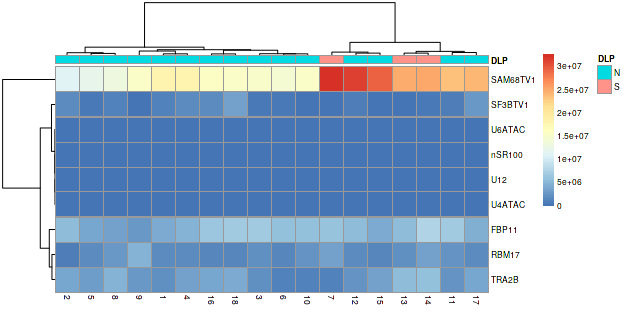 DLP
DLP
N
S
SAM68TV1
SF3BTV1
U6ATAC
nSR100
U12
U4ATAC
FBP11
RBM17
TRA2B
3e+07
2.5e+07
2e+07
1.5e+07
1e+07
5e+06
0
2 5 8 9 1 4 16 18 3 6 10 7 12 15 13 14 11 17